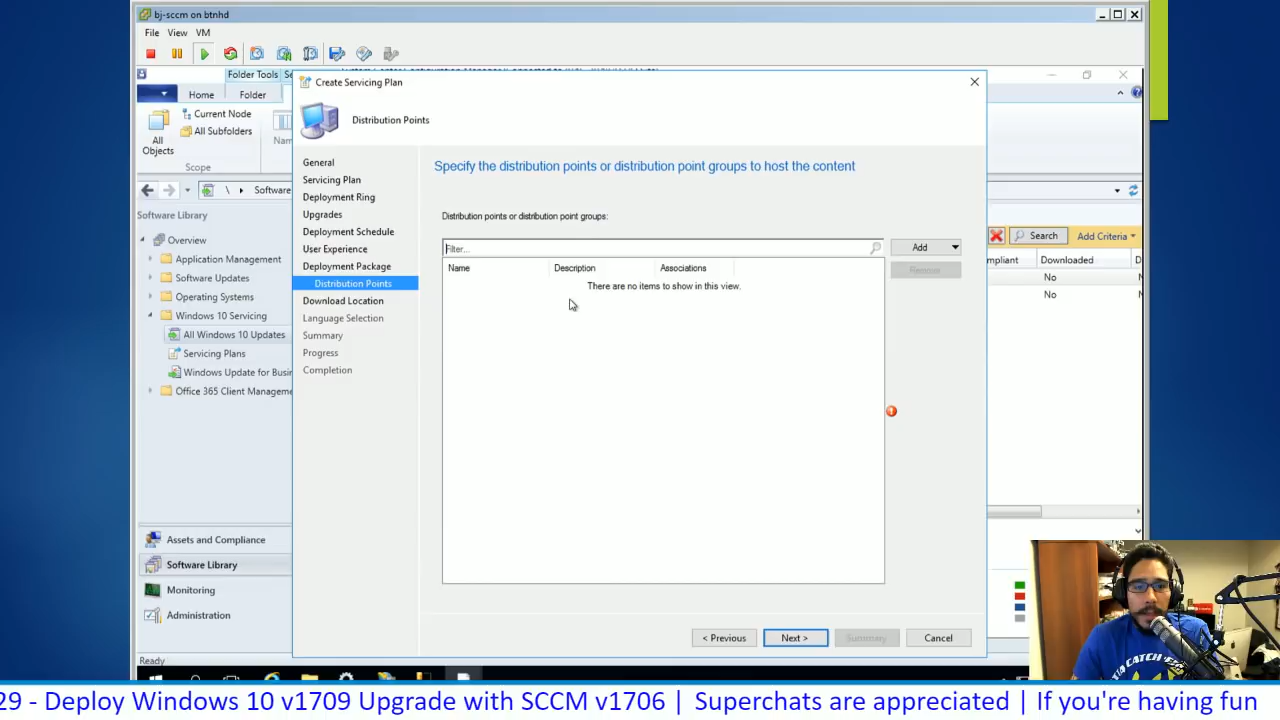 bj-sccm on btnhd
File View VM
Folder Tools
Home Folder
All Objects
Current Node
All Subfolders
Scope
\ Software
Search Add Criteria
Software Library
Overview
Application Management
Software Updates
Operating Systems
Windows 10 Servicing
All Windows 10 Updates
Servicing Plans
Windows Update for Busin
Office 365 Client Manageme
Assets and Compliance
Software Library
Monitoring
Administration
Ready
Create Servicing Plan
Distribution Points
General
Servicing Plan
Deployment Ring
Upgrades
Deployment Schedule
User Experience
Deployment Package
Distribution Points
Download Location
Language Selection
Summary
Progress
Completion
Specify the distribution points or distribution point groups to host the content
Distribution points or distribution point groups:
Filter...
Add
Remove
Name Description Associations
There are no items to show in this view.
< Previous Next > Summary Cancel
mpliant Downloaded D
No N
No N
29 - Deploy Windows 10 v1709 Upgrade with SCCM v1706 | Superchats are appreciated | If you're having fun